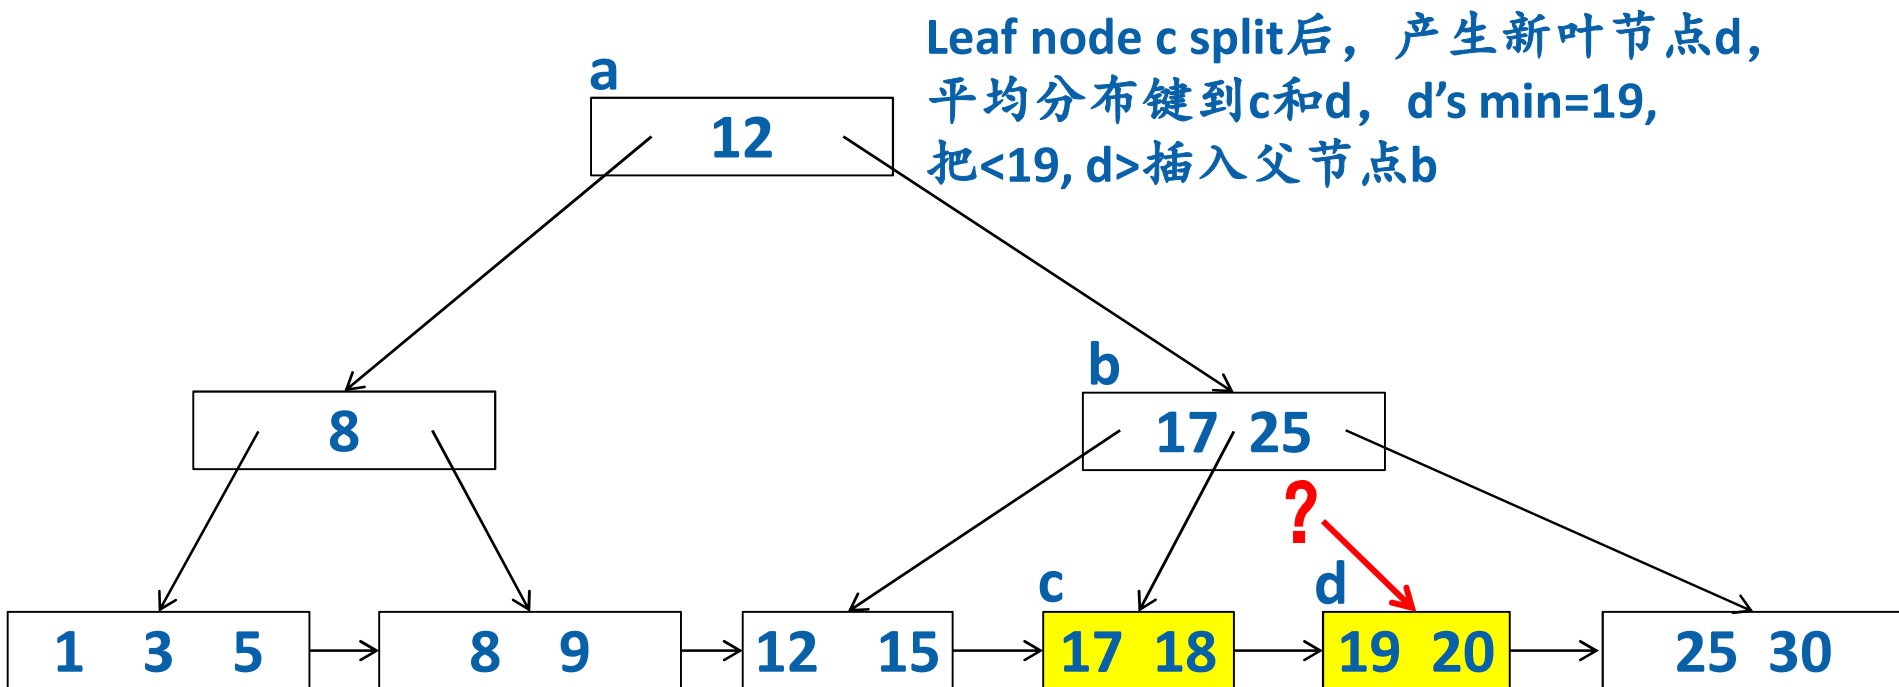 Leaf node c split后，产生新叶节点d，
平均分布键到c和d，d's min=19,
把<19, d>插入父节点b
a
12
b
8
17 25
?
c
d
1 3 5
8 9
12 15
17 18
19 20
25 30